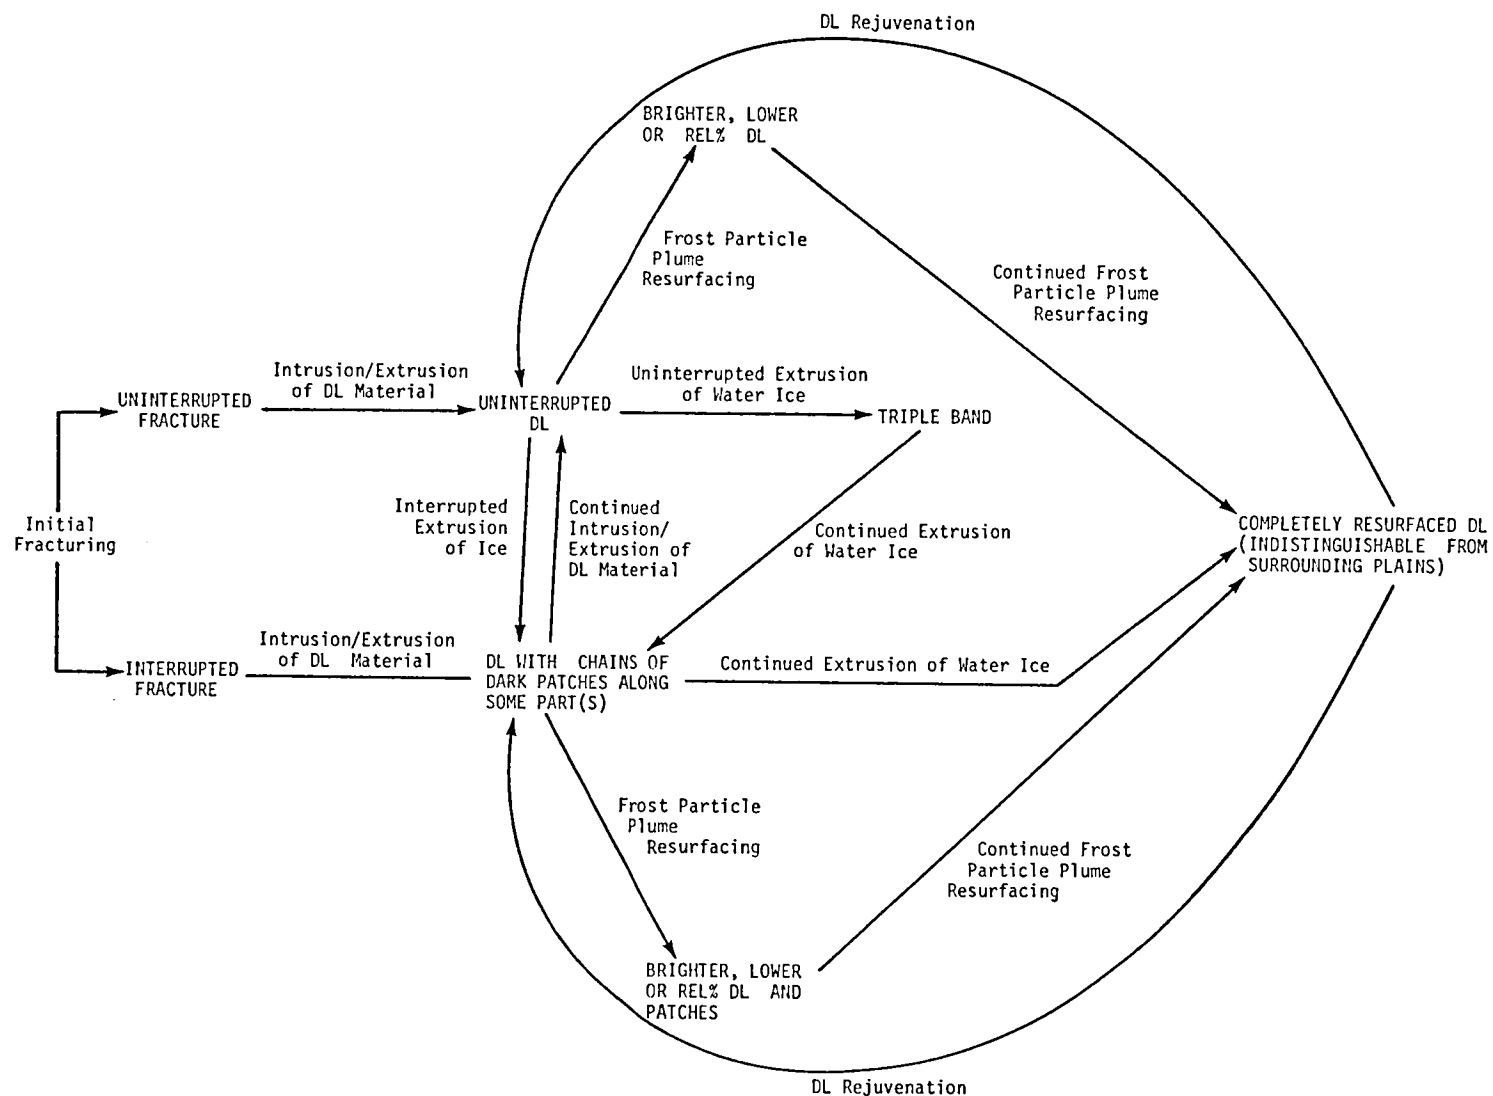 DL Rejuvenation
BRIGHTER, LOWER
OR REL% DL
Frost Particle
Plume
Resurfacing
Continued Frost
Particle Plume
Resurfacing
Intrusion/Extrusion
of DL Material
Uninterrupted Extrusion
of Water Ice
UNINTERRUPTED
FRACTURE
UNINTERRUPTED
DL
TRIPLE BAND
Initial
Fracturing
Interrupted
Extrusion
of Ice
Continued
Intrusion/
Extrusion of
DL Material
Continued Extrusion
of Water Ice
COMPLETELY RESURFACED DL
(INDISTINGUISHABLE FROM
SURROUNDING PLAINS)
Intrusion/Extrusion
of DL Material
INTERRUPTED
FRACTURE
DL WITH CHAINS OF
DARK PATCHES ALONG
SOME PART(S)
Continued Extrusion of Water Ice
Frost Particle
Plume
Resurfacing
Continued Frost
Particle Plume
Resurfacing
BRIGHTER, LOWER
OR REL% DL AND
PATCHES
DL Rejuvenation